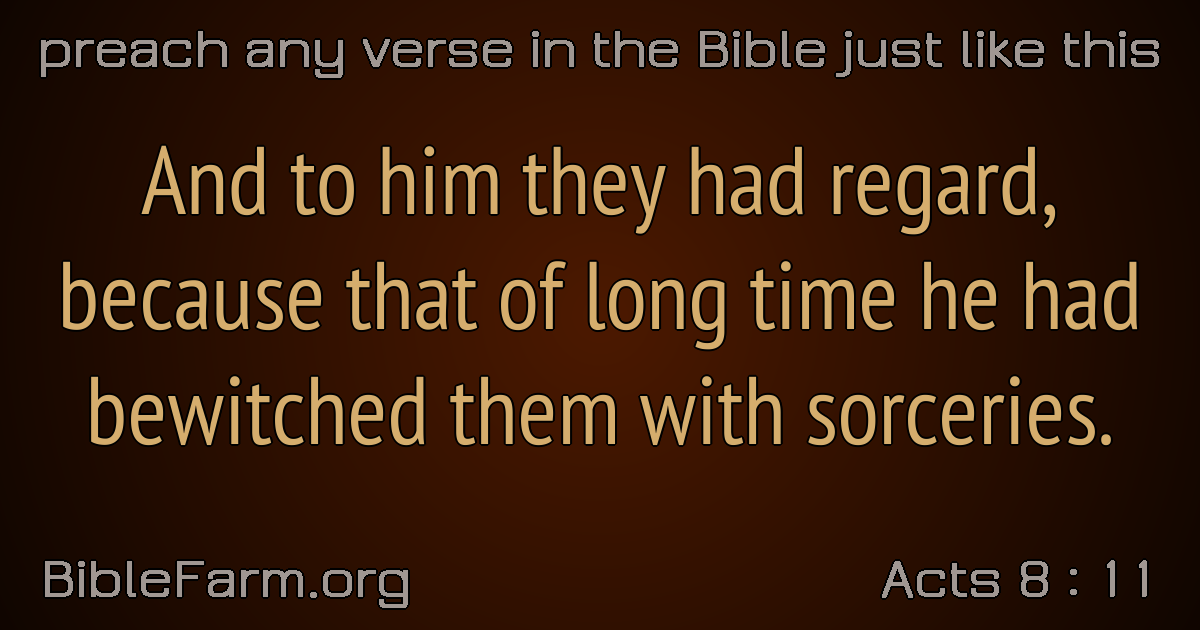 preach any verse in the Bible just like this
And to him they had regard,
because that of long time he had
bewitched them with sorceries.
BibleFarm.org
Acts 8 : 11